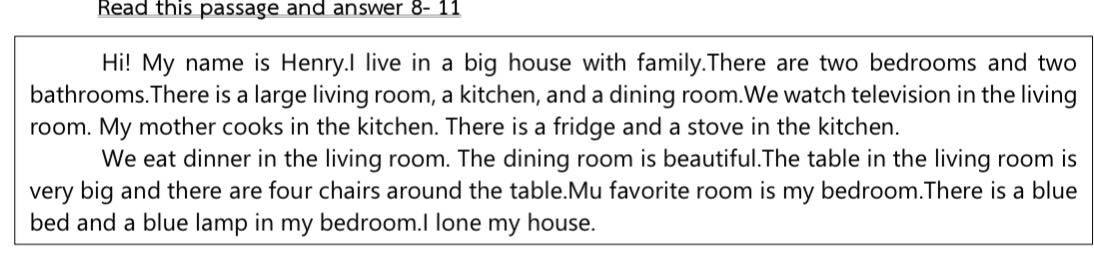 Read this passage and answer 8- 11
Hi! My name is Henry.I live in a big house with family.There are two bedrooms and two
bathrooms.There is a large living room, a kitchen, and a dining room.We watch television in the living
room. My mother cooks in the kitchen. There is a fridge and a stove in the kitchen.
We eat dinner in the living room. The dining room is beautiful.The table in the living room is
very big and there are four chairs around the table.Mu favorite room is my bedroom.There is a blue
bed and a blue lamp in my bedroom.I lone my house.